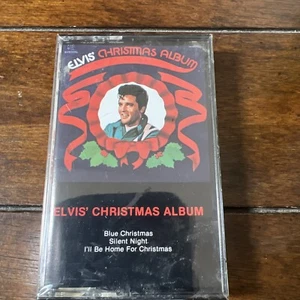 ELVIS' CHRISTMAS ALBUM
ELVIS' CHRISTMAS ALBUM
Blue Christmas
Silent Night
I'll Be Home For Christmas